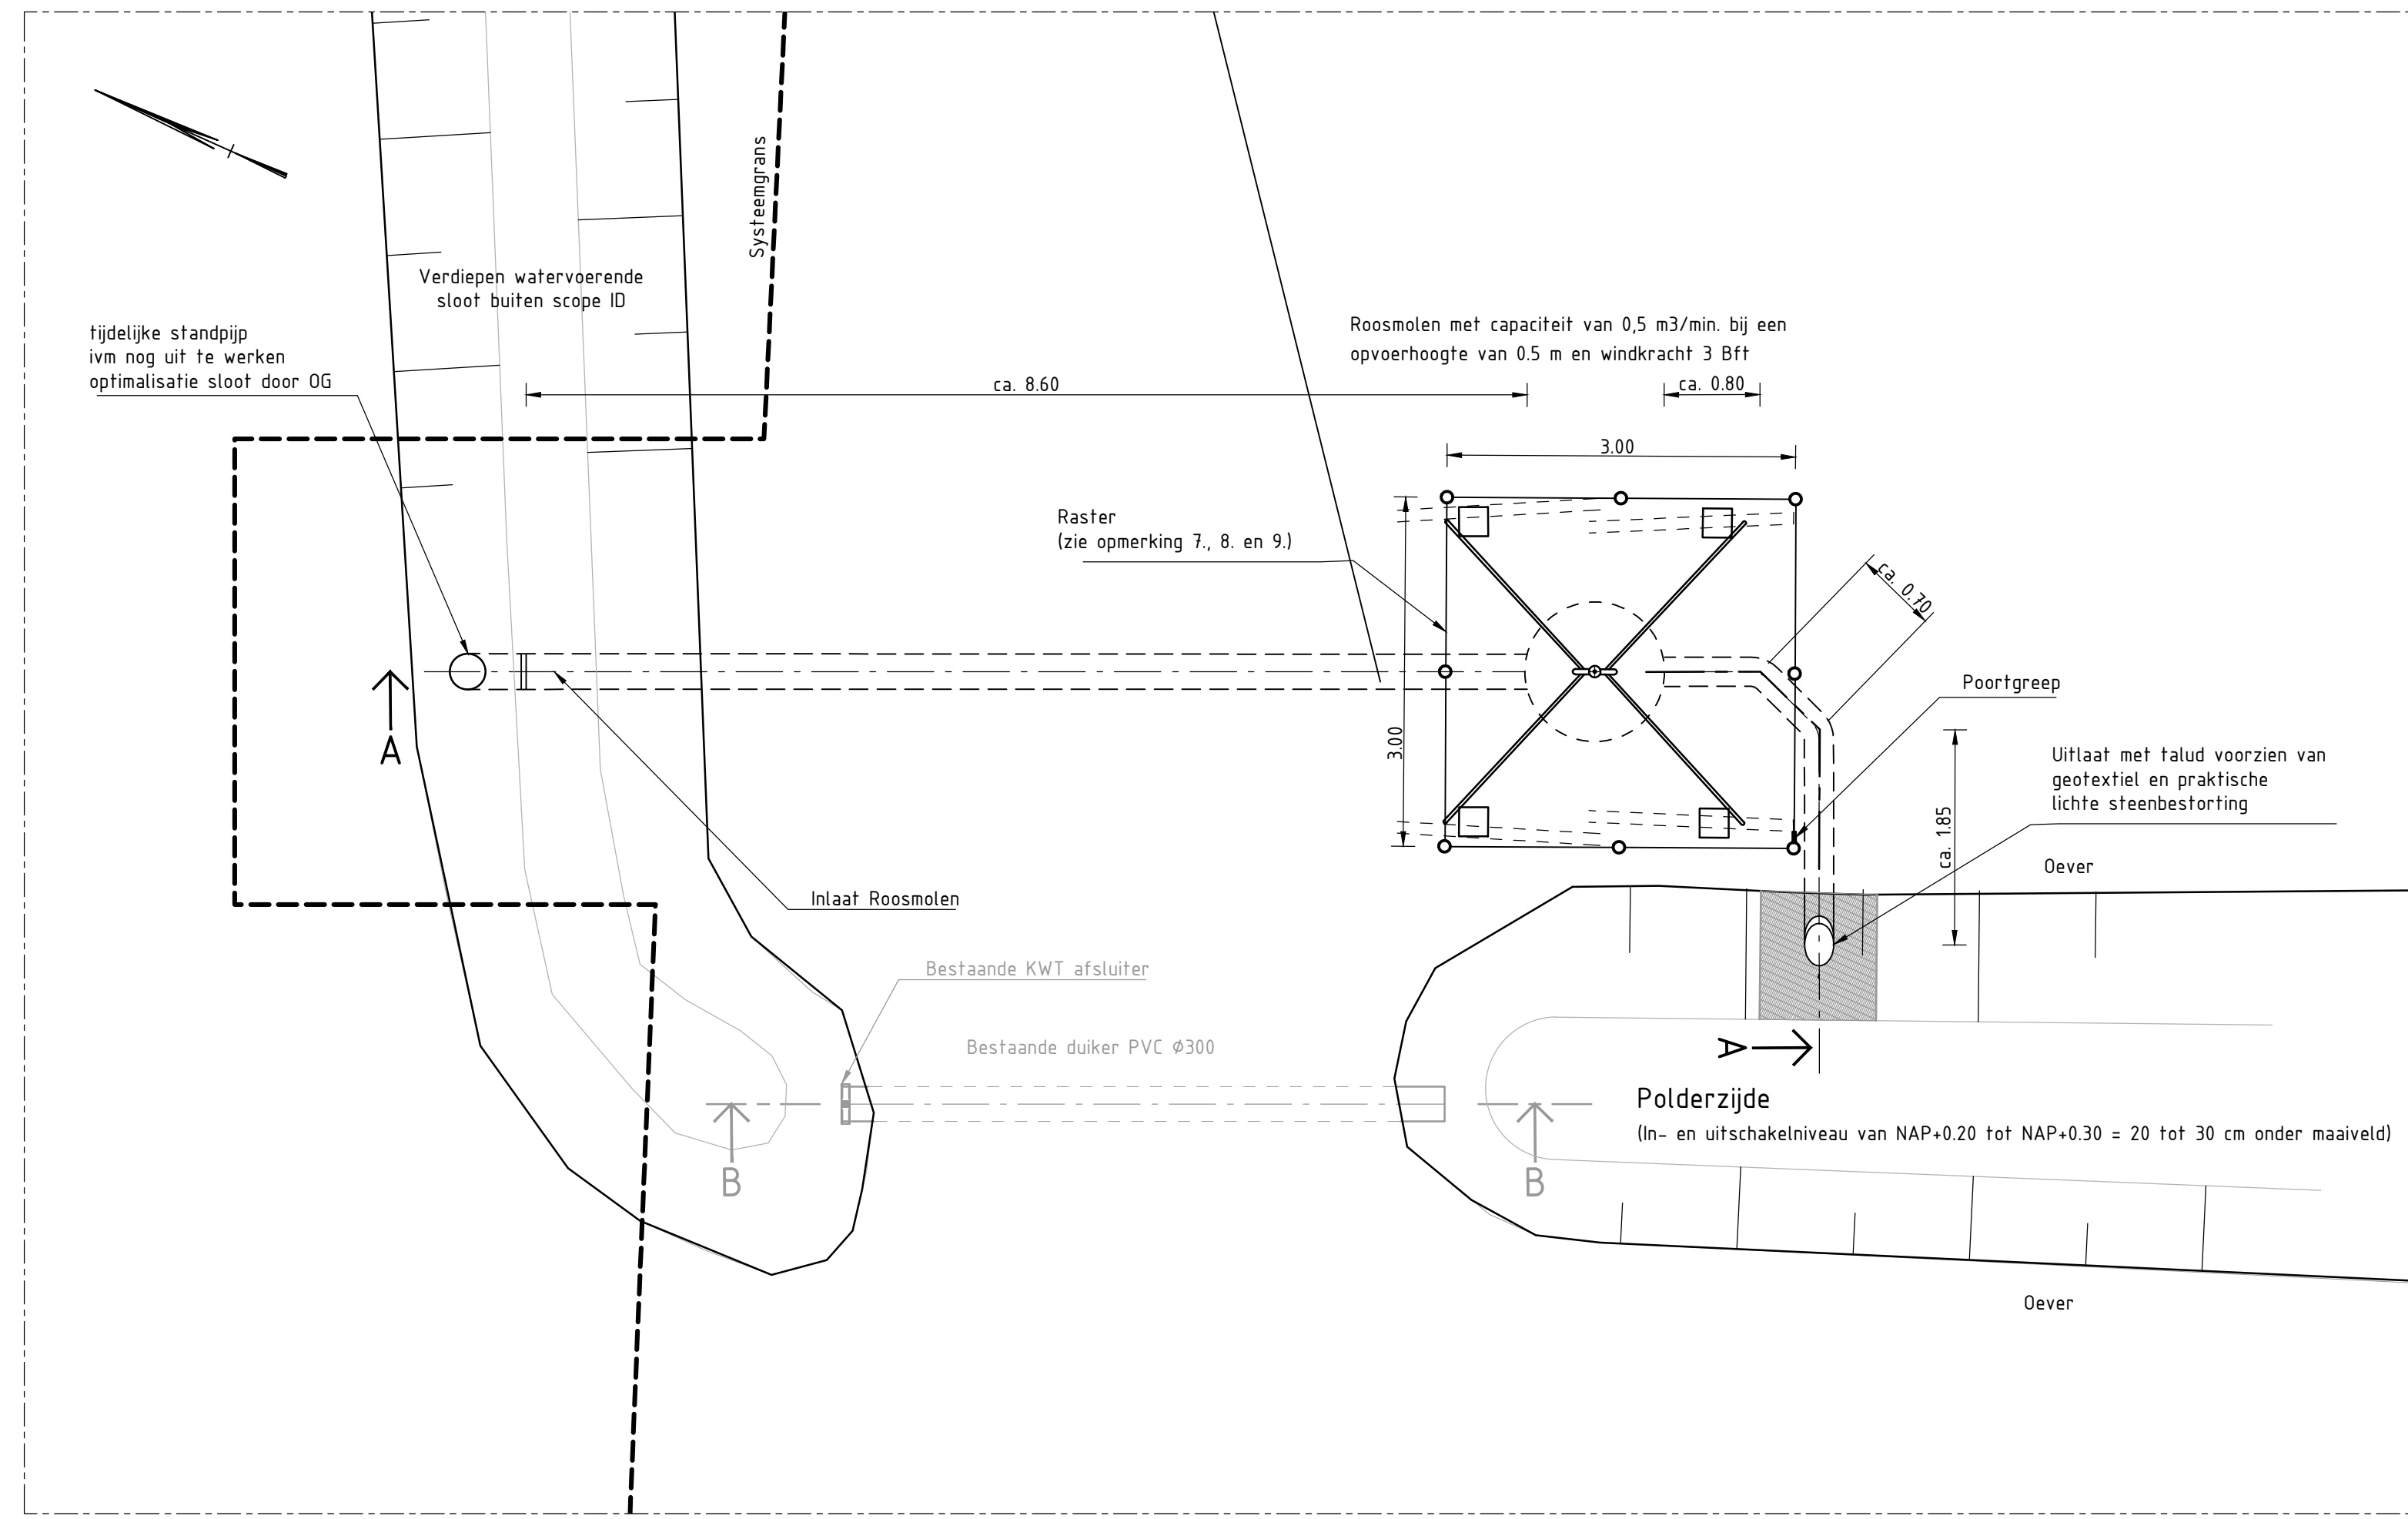 Systeemgrans
Verdiepen watervoerende
sloot buiten scope ID
tijdelijke standpijp
ivm nog uit te werken
optimalisatie sloot door OG
Roosmolen met capaciteit van 0,5 m3/min. bij een
opvoerhoogte van 0.5 m en windkracht 3 Bft
ca. 8.60
ca. 0.80
3.00
Raster
(zie opmerking 7., 8. en 9.)
ca. 0.70
Poortgreep
3.00
A
Uitlaat met talud voorzien van
geotextiel en praktische
lichte steenbestorting
ca. 1.85
Oever
Inlaat Roosmolen
Bestaande KWT afsluiter
Bestaande duiker PVC Ø300
A
Polderzijde
(In- en uitschakelniveau van NAP+0.20 tot NAP+0.30 = 20 tot 30 cm onder maaiveld)
B
B
Oever